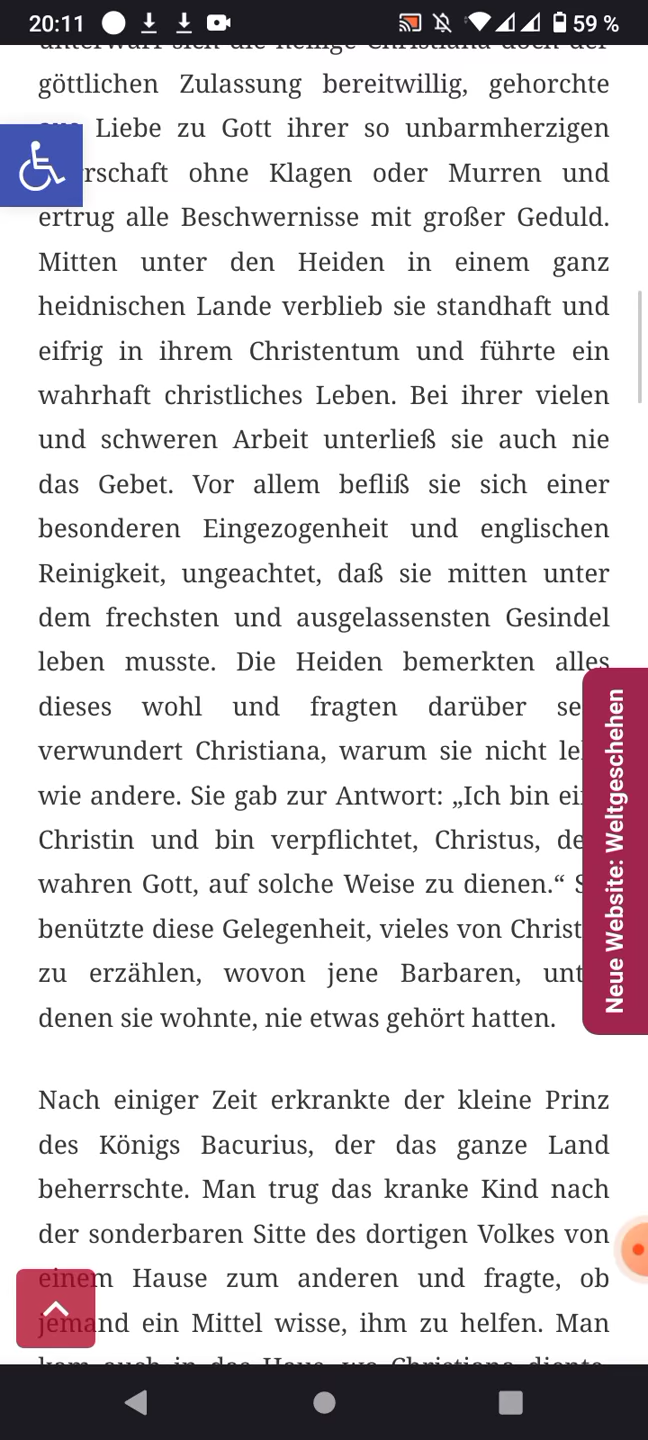 20:11
59 %
göttlichen Zulassung bereitwillig, gehorchte
Liebe zu Gott ihrer so unbarmherzigen
ohne Klagen oder Murren und
ertrug alle Beschwernisse mit großer Geduld.
Mitten unter den Heiden in einem ganz
heidnischen Lande verblieb sie standhaft und
eifrig in ihrem Christentum und führte ein
wahrhaft christliches Leben. Bei ihrer vielen
und schweren Arbeit unterließ sie auch nie
das Gebet. Vor allem befliß sie sich einer
besonderen Eingezogenheit und englischen
Reinigkeit, ungeachtet, daß sie mitten unter
dem frechsten und ausgelassensten Gesindel
leben musste. Die Heiden bemerkten alles
dieses wohl und fragten darüber
verwundert Christiana, warum sie nicht
wie andere. Sie gab zur Antwort: „Ich bin
Christin und bin verpflichtet, Christus,
wahren Gott, auf solche Weise zu dienen.“
benützte diese Gelegenheit, vieles von
zu erzählen, wovon jene Barbaren,
denen sie wohnte, nie etwas gehört hatten.
Neue Website: Weltgeschehen
Nach einiger Zeit erkrankte der kleine Prinz
des Königs Bacurius, der das ganze Land
beherrschte. Man trug das kranke Kind nach
der sonderbaren Sitte des dortigen Volkes von
einem Hause zum anderen und fragte, ob
jemand ein Mittel wisse, ihm zu helfen. Man